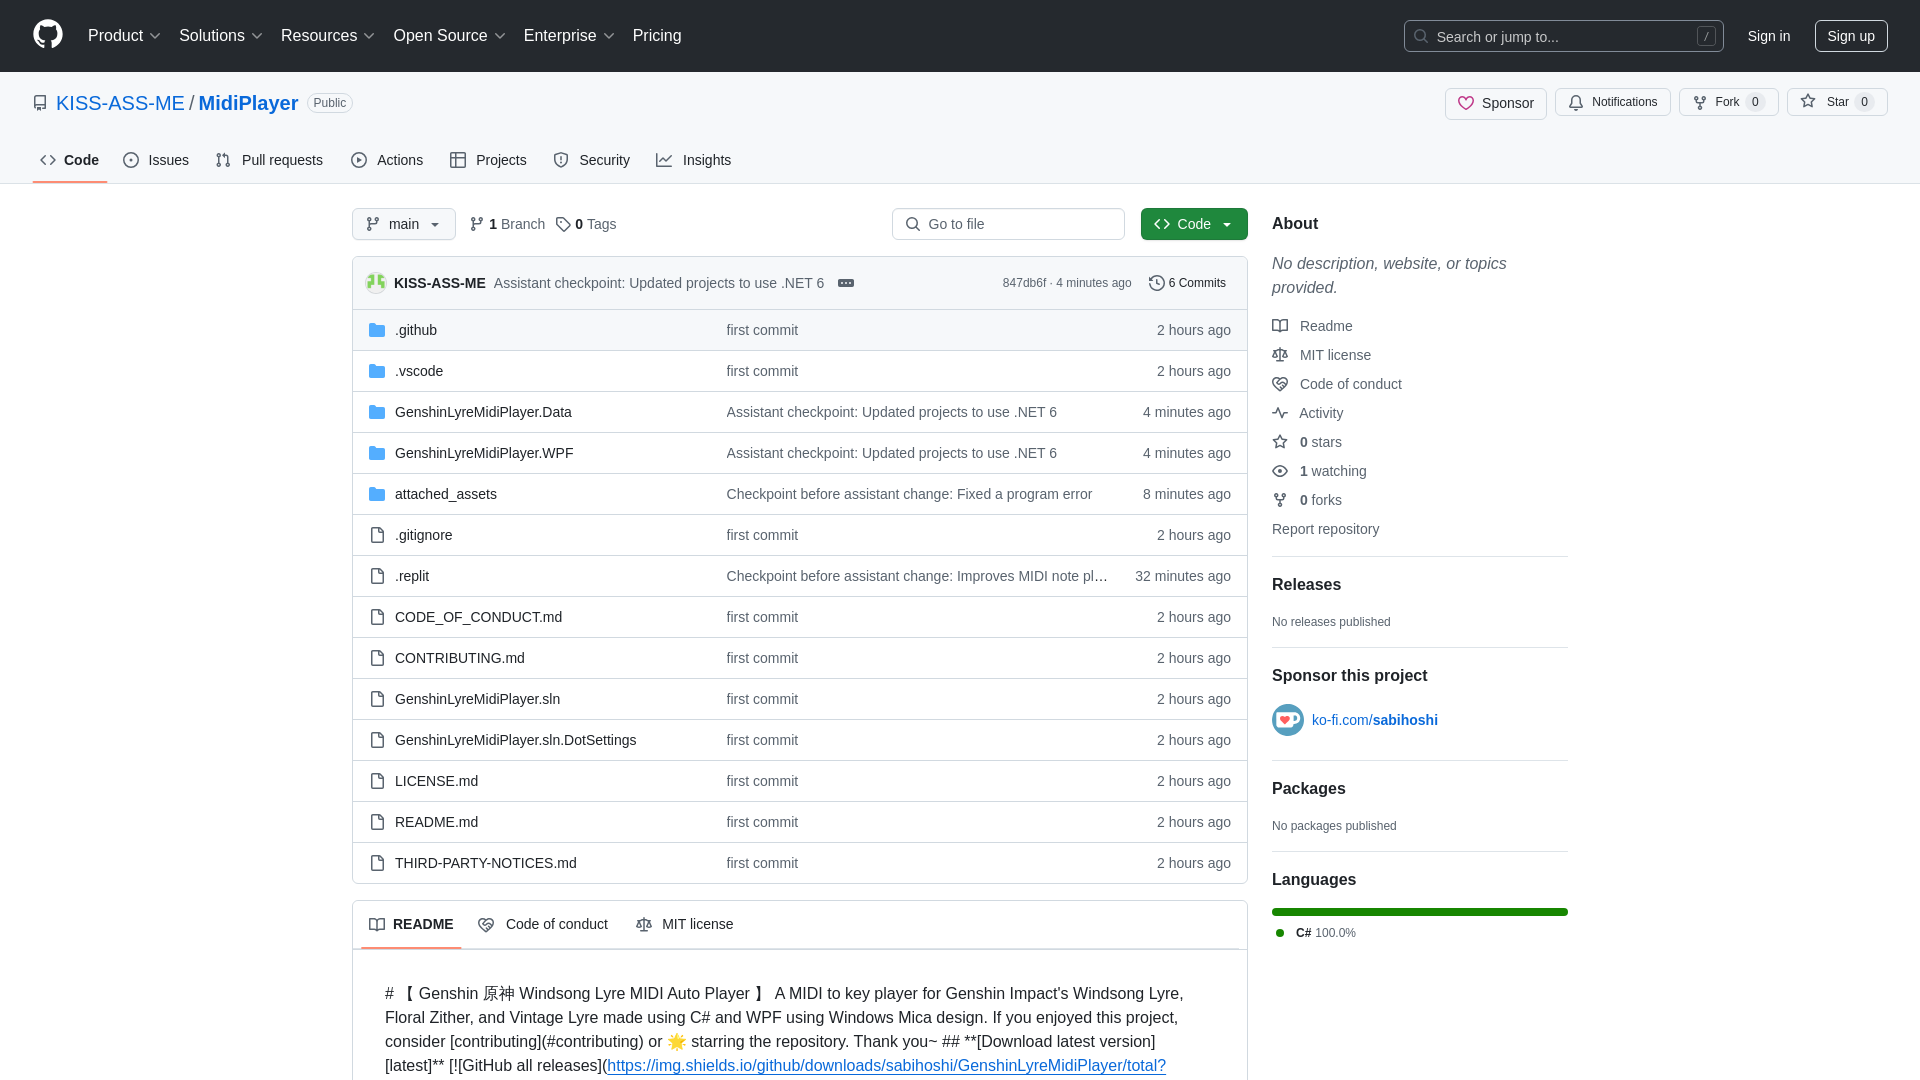 Product Solutions Resources Open Source Enterprise Pricing Search or jump to... / Sign in Sign up
KISS-ASS-ME / MidiPlayer Public Sponsor Notifications Fork 0 Star 0
Code Issues Pull requests Actions Projects Security Insights
main 1 Branch 0 Tags Go to file Code
KISS-ASS-ME Assistant checkpoint: Updated projects to use .NET 6 847db6f · 4 minutes ago 6 Commits
.github first commit 2 hours ago
.vscode first commit 2 hours ago
GenshinLyreMidiPlayer.Data Assistant checkpoint: Updated projects to use .NET 6 4 minutes ago
GenshinLyreMidiPlayer.WPF Assistant checkpoint: Updated projects to use .NET 6 4 minutes ago
attached_assets Checkpoint before assistant change: Fixed a program error 8 minutes ago
.gitignore first commit 2 hours ago
.replit Checkpoint before assistant change: Improves MIDI note pl… 32 minutes ago
CODE_OF_CONDUCT.md first commit 2 hours ago
CONTRIBUTING.md first commit 2 hours ago
GenshinLyreMidiPlayer.sln first commit 2 hours ago
GenshinLyreMidiPlayer.sln.DotSettings first commit 2 hours ago
LICENSE.md first commit 2 hours ago
README.md first commit 2 hours ago
THIRD-PARTY-NOTICES.md first commit 2 hours ago
README Code of conduct MIT license
# 【 Genshin 原神 Windsong Lyre MIDI Auto Player 】 A MIDI to key player for Genshin Impact's Windsong Lyre,
Floral Zither, and Vintage Lyre made using C# and WPF using Windows Mica design. If you enjoyed this project,
consider [contributing](#contributing) or 🌟 starring the repository. Thank you~ ## **[Download latest version]
[latest]** [![GitHub all releases](https://img.shields.io/github/downloads/sabihoshi/GenshinLyreMidiPlayer/total?
About
No description, website, or topics
provided.
Readme
MIT license
Code of conduct
Activity
0 stars
1 watching
0 forks
Report repository
Releases
No releases published
Sponsor this project
ko-fi.com/sabihoshi
Packages
No packages published
Languages
C# 100.0%